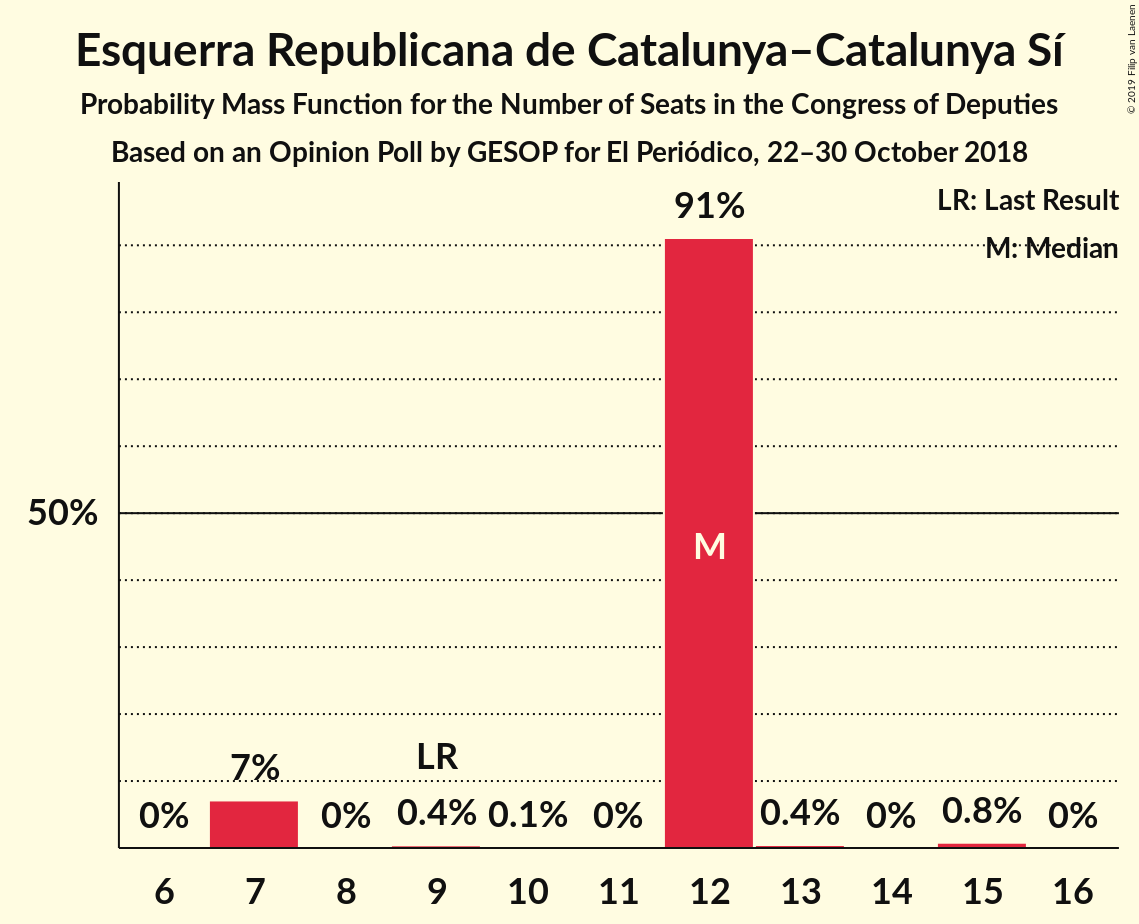 Esquerra Republicana de Catalunya–Catalunya Sí
Probability Mass Function for the Number of Seats in the Congress of Deputies
Based on an Opinion Poll by GESOP for El Periódico, 22–30 October 2018
© 2019 Filip van Laenen
LR: Last Result
M: Median
91%
50%
M
7%
LR
0% 0% 0.4% 0.1% 0% 0.4% 0% 0.8% 0%
6 7 8 9 10 11 12 13 14 15 16